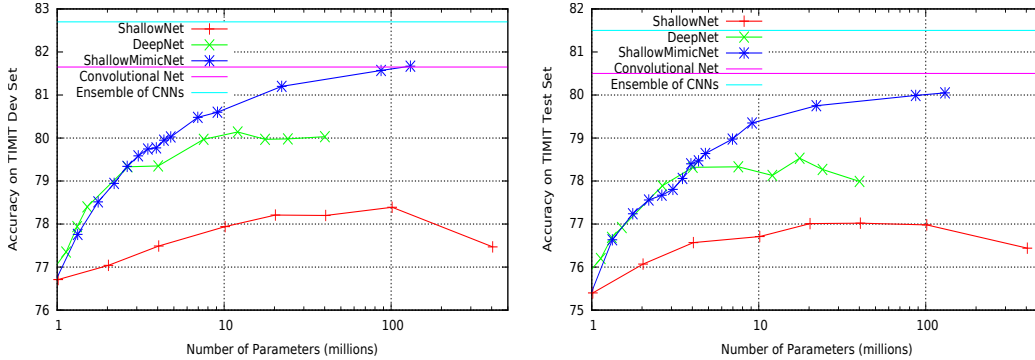 83
82
81
80
79
78
77
76
Accuracy on TIMIT Dev Set
ShallowNet
DeepNet
ShallowMimicNet
Convolutional Net
Ensemble of CNNs
1
10
100
Number of Parameters (millions)
82
81
80
79
78
77
76
75
Accuracy on TIMIT Test Set
ShallowNet
DeepNet
ShallowMimicNet
Convolutional Net
Ensemble of CNNs
1
10
100
Number of Parameters (millions)